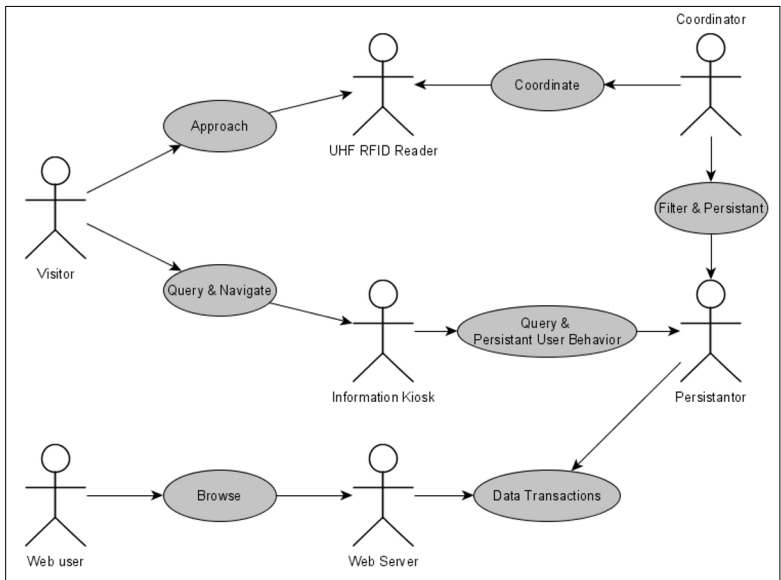 Coordinator
Coordinate
Approach
UHF RFID Reader
Filter & Persistant
Visitor
Query & Navigate
Query &
Persistant User Behavior
Information Kiosk
Persistantor
Browse
Data Transactions
Web user
Web Server